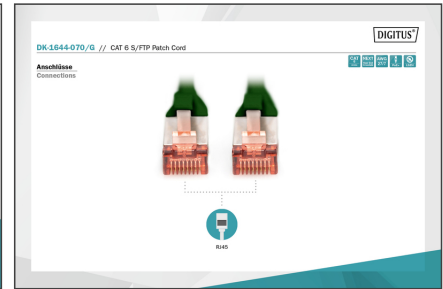 DIGITUS®
DK-1644-070/G // CAT 6 S/FTP Patch Cord
Anschlüsse
Connections
RJ45